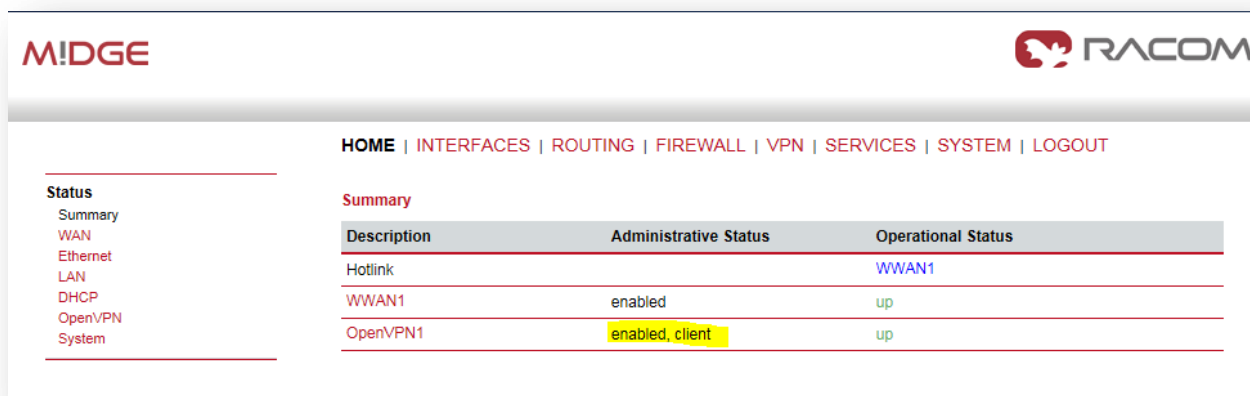 M!DGE
RACOM
HOME | INTERFACES | ROUTING | FIREWALL | VPN | SERVICES | SYSTEM | LOGOUT
Status
Summary
WAN
Ethernet
LAN
DHCP
OpenVPN
System
Summary
Description Administrative Status Operational Status
Hotlink WWAN1
WWAN1 enabled up
OpenVPN1 enabled, client up